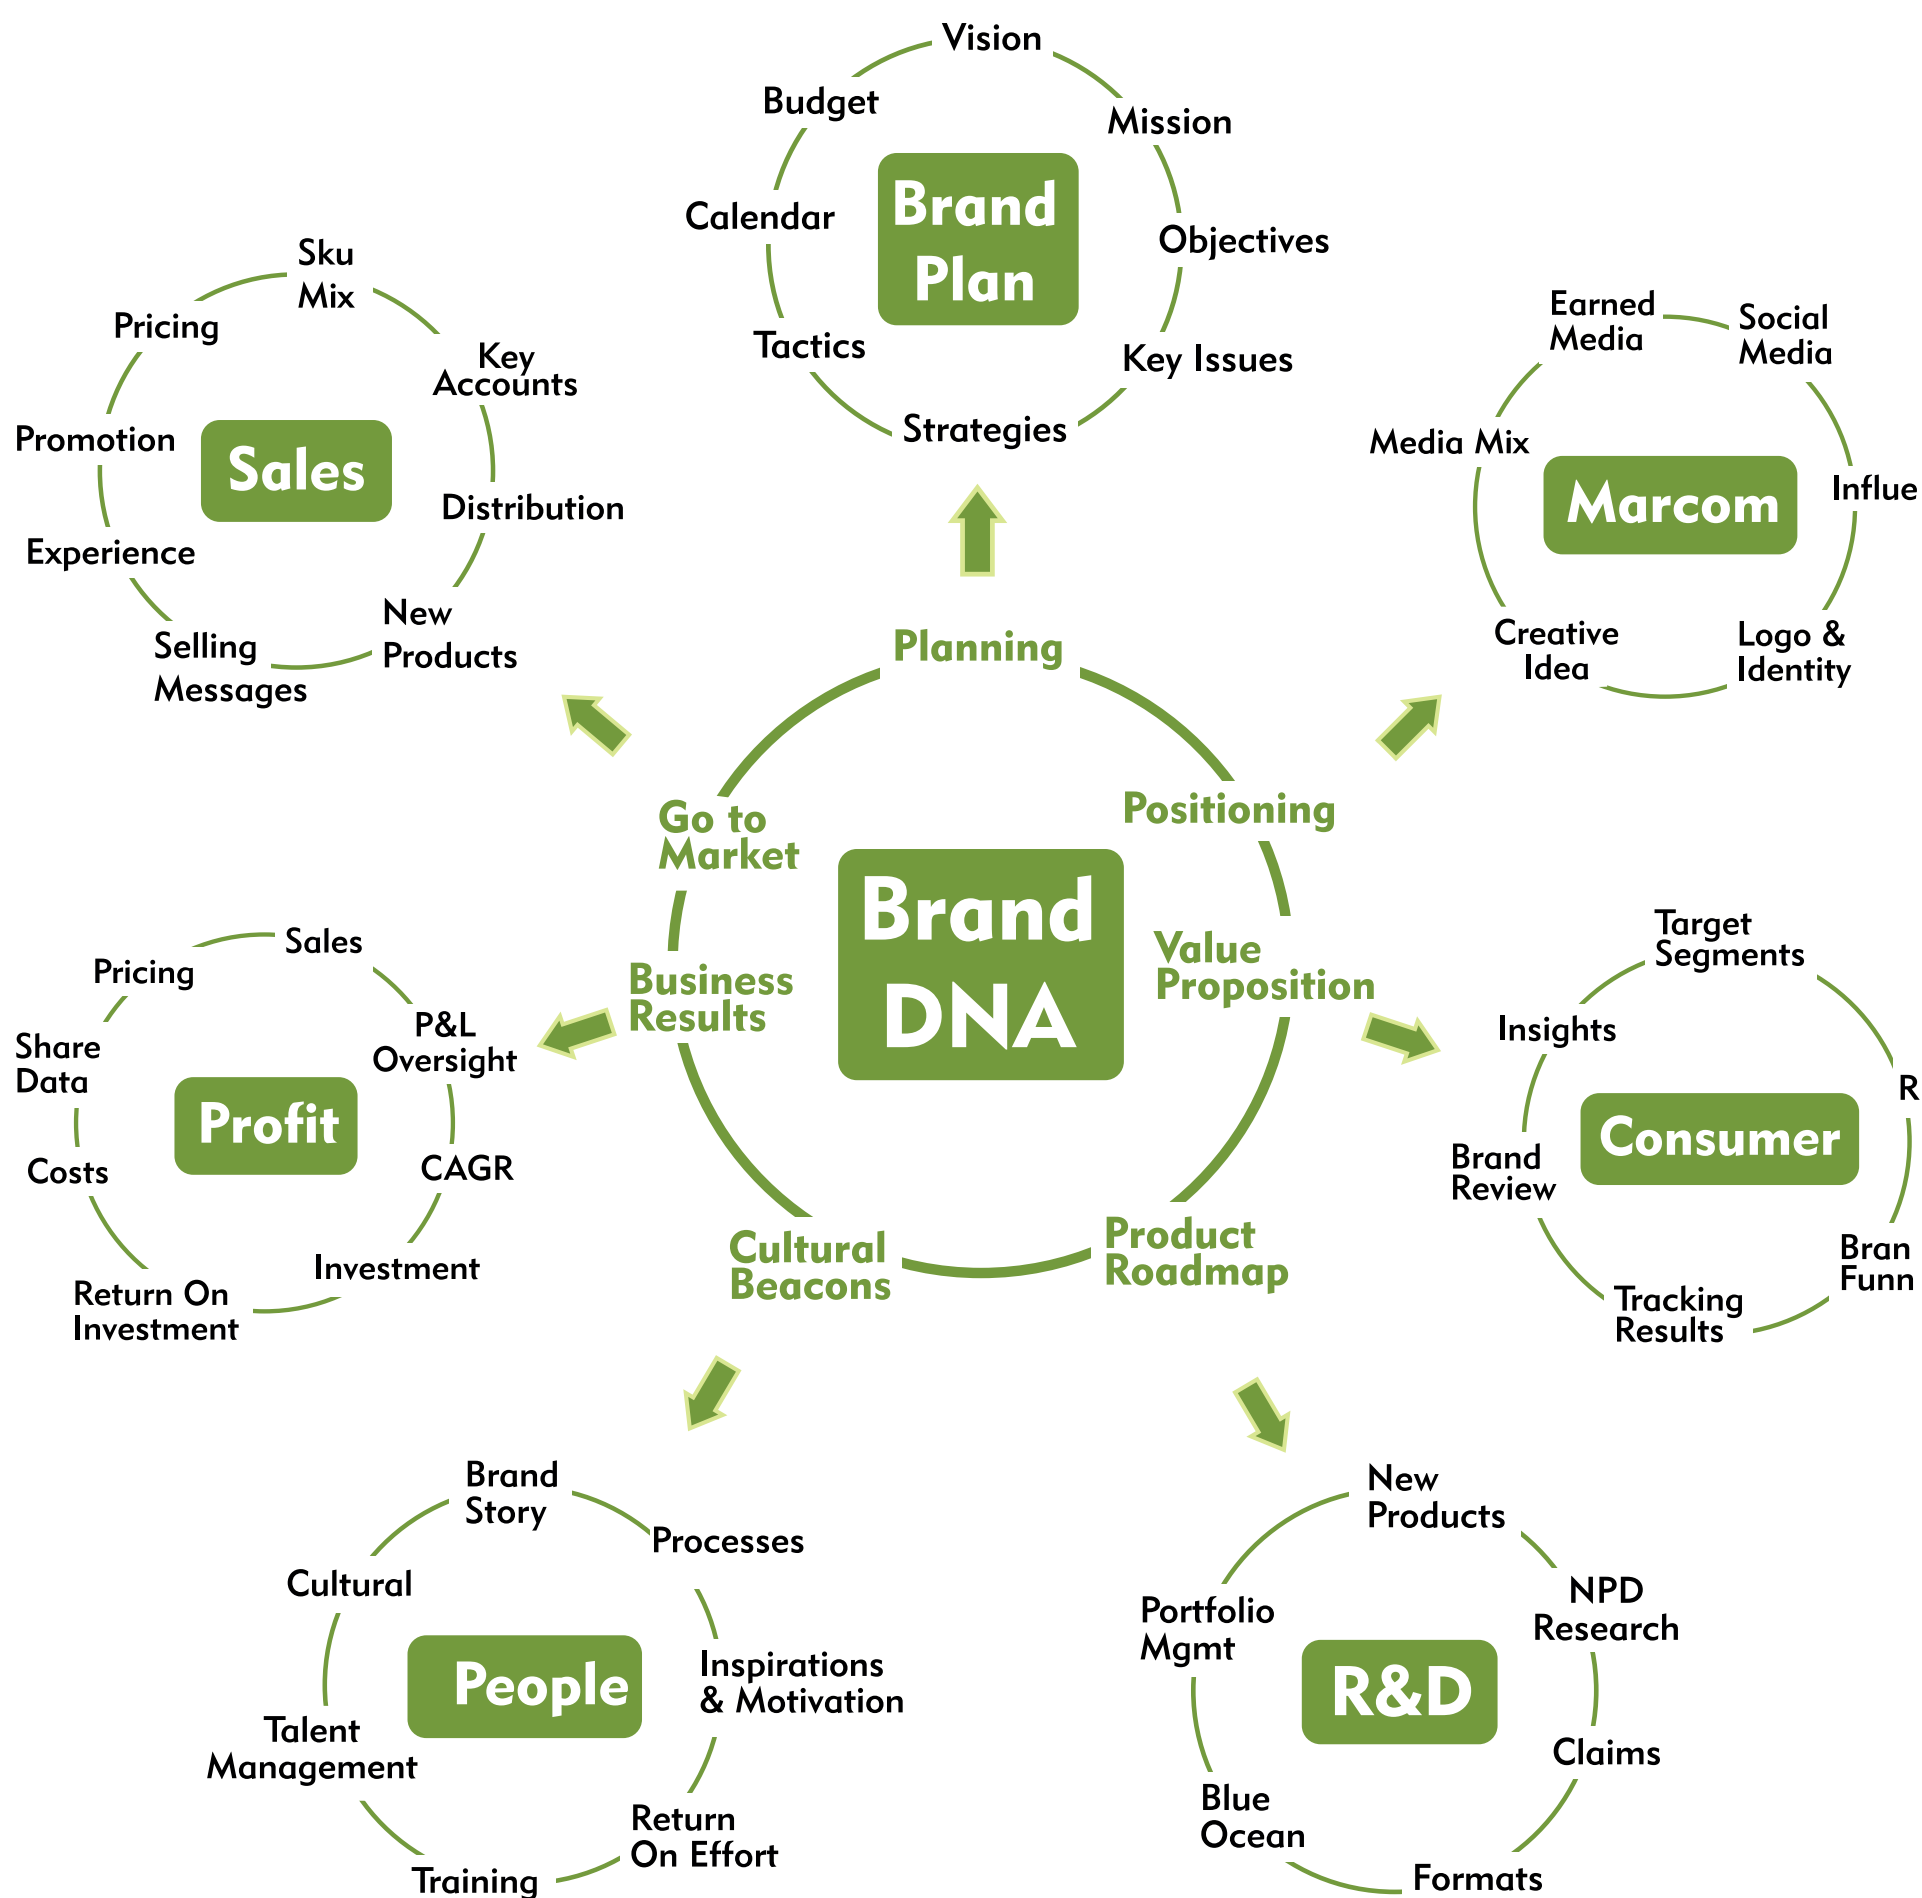 Vision
Budget
Mission
Brand
Plan
Calendar
Objectives
Tactics
Key Issues
Strategies
Sku
Mix
Pricing
Key
Accounts
Promotion
Sales
Distribution
Experience
New
Products
Selling
Messages
Earned
Media
Social
Media
Media Mix
Marcom
Influe
Creative
Idea
Logo &
Identity
Planning
Go to
Market
Positioning
Brand
DNA
Business
Results
Value
Proposition
Cultural
Beacons
Product
Roadmap
Sales
Pricing
P&L
Oversight
Share
Data
Profit
Costs
CAGR
Investment
Return On
Investment
Target
Segments
Insights
R
Consumer
Brand
Review
Bran
Funn
Tracking
Results
Brand
Story
Processes
Cultural
People
Inspirations
& Motivation
Talent
Management
Return
On Effort
Training
New
Products
NPD
Research
Portfolio
Mgmt
R&D
Claims
Blue
Ocean
Formats